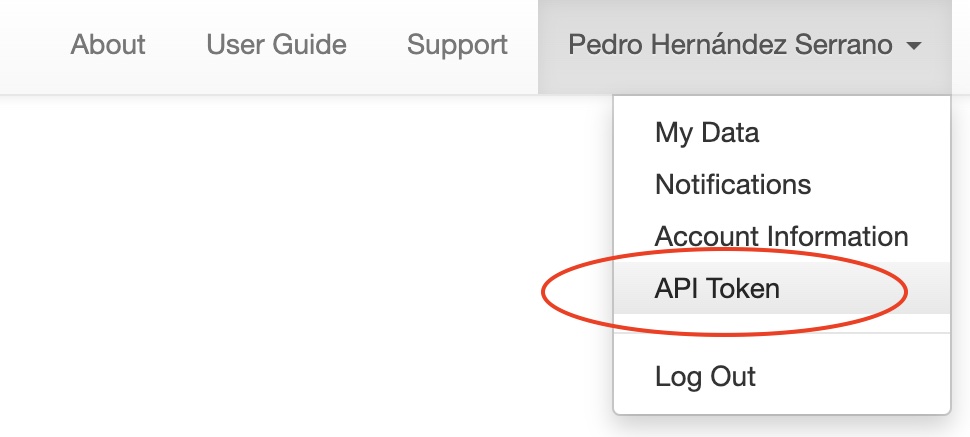 About User Guide Support Pedro Hernández Serrano
My Data
Notifications
Account Information
API Token
Log Out